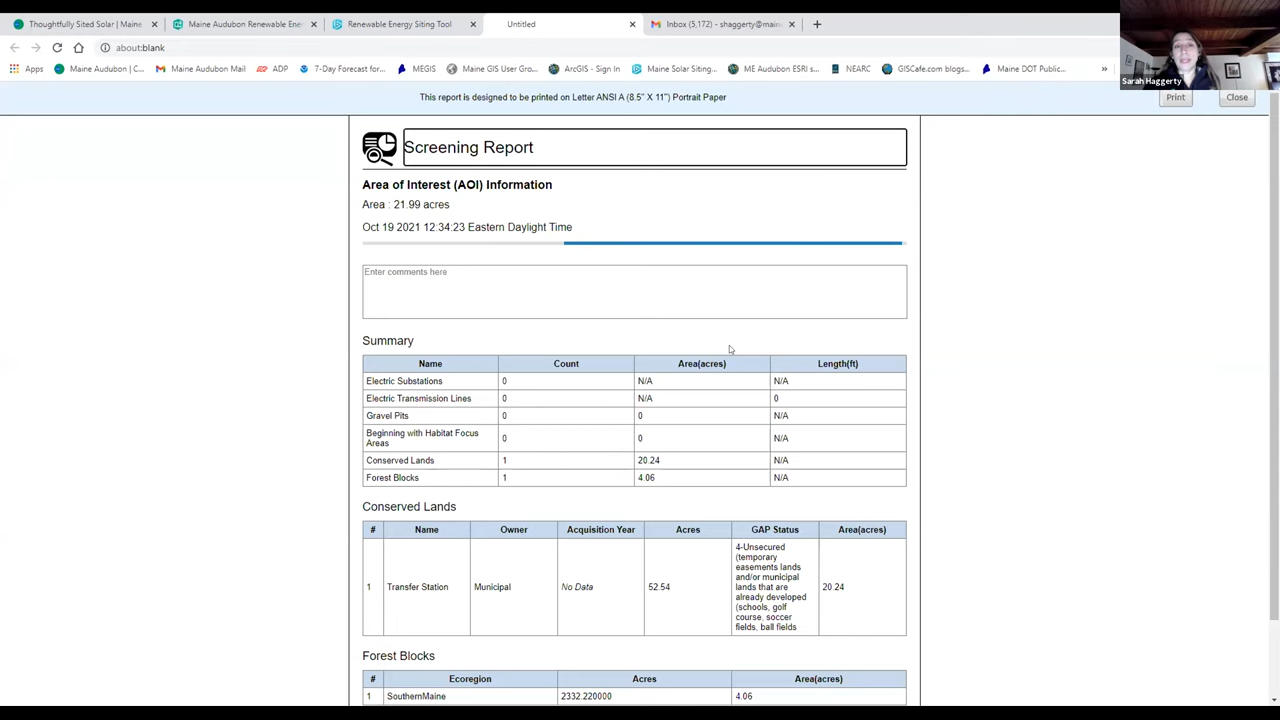 Thoughtfully Sited Solar | Maine
Maine Audubon Renewable Ene
Renewable Energy Siting Tool
Untitled
Inbox (5,172) - shaggerty@main
about:blank
Apps
Maine Audubon | C...
Maine Audubon Mail
ADP
7-Day Forecast for...
MEGIS
Maine GIS User Gro...
ArcGIS - Sign In
Maine Solar Siting...
ME Audubon ESRI s...
NEARC
GISCafe.com blogs...
Maine DOT Public...
Sarah Haggerty
This report is designed to be printed on Letter ANSI A (8.5" X 11") Portrait Paper
Print
Close
Screening Report
Area of Interest (AOI) Information
Area : 21.99 acres
Oct 19 2021 12:34:23 Eastern Daylight Time
Enter comments here
Summary
Name Count Area(acres) Length(ft)
Electric Substations 0 N/A N/A
Electric Transmission Lines 0 N/A 0
Gravel Pits 0 0 N/A
Beginning with Habitat Focus
Areas 0 0 N/A
Conserved Lands 1 20.24 N/A
Forest Blocks 1 4.06 N/A
Conserved Lands
# Name Owner Acquisition Year Acres GAP Status Area(acres)
1 Transfer Station Municipal No Data 52.54
4-Unsecured
(temporary
easements lands
and/or municipal
lands that are
already developed
(schools, golf
course, soccer
fields, ball fields
20.24
Forest Blocks
# Ecoregion Acres Area(acres)
1 SouthernMaine 2332.220000 4.06